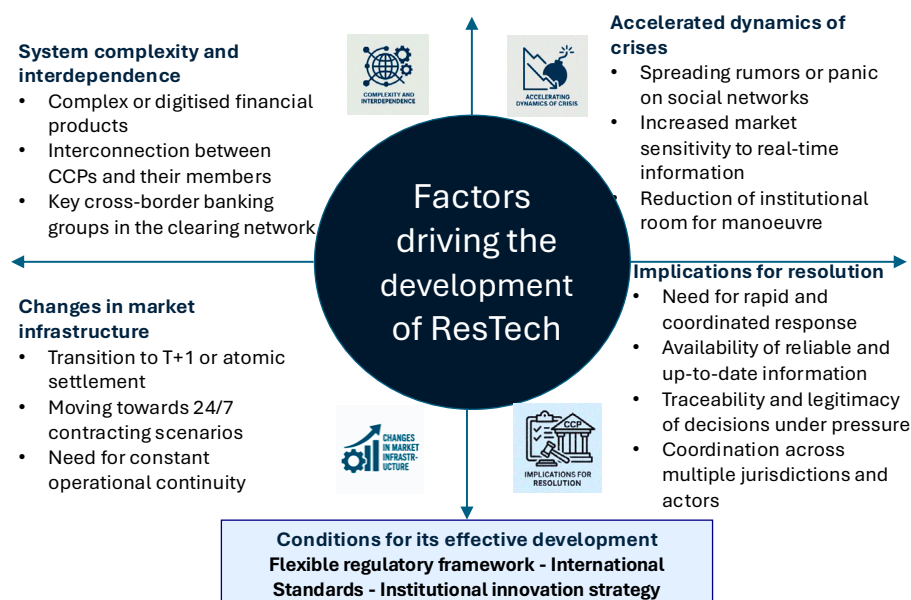 System complexity and
interdependence
• Complex or digitised financial
products
• Interconnection between
CCPs and their members
• Key cross-border banking
groups in the clearing network
COMPLEXITY AND
INTERDEPENDENCE
ACCELERATING
DYNAMICS OF CRISIS
Accelerated dynamics of
crises
• Spreading rumors or panic
on social networks
• Increased market
sensitivity to real-time
information
• Reduction of institutional
room for manoeuvre
Factors
driving the
development
of ResTech
Changes in market
infrastructure
• Transition to T+1 or atomic
settlement
• Moving towards 24/7
contracting scenarios
• Need for constant
operational continuity
CHANGES
IN MARKET
INFRASTR-
UCTURE
CCP
IMPLICATIONS FOR
RESOLUTION
Implications for resolution
• Need for rapid and
coordinated response
• Availability of reliable and
up-to-date information
• Traceability and legitimacy
of decisions under pressure
• Coordination across
multiple jurisdictions and
actors
Conditions for its effective development
Flexible regulatory framework - International
Standards - Institutional innovation strategy